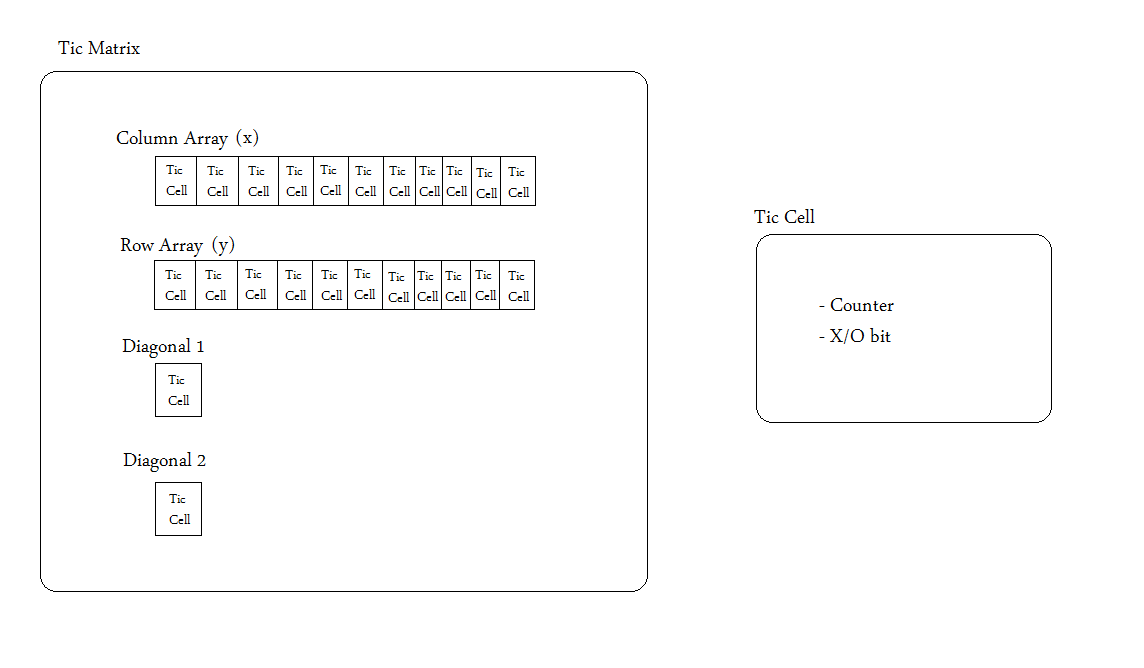 Tic Matrix
Column Array (x)
Tic Tic Tic Tic Tic Tic Tic Tic Tic Tic Tic
Cell Cell Cell Cell Cell Cell Cell Cell Cell Cell Cell
Row Array (y)
Tic Tic Tic Tic Tic Tic Tic Tic Tic Tic Tic
Cell Cell Cell Cell Cell Cell Cell Cell Cell Cell Cell
Diagonal 1
Tic
Cell
Diagonal 2
Tic
Cell
Tic Cell
- Counter
- X/O bit